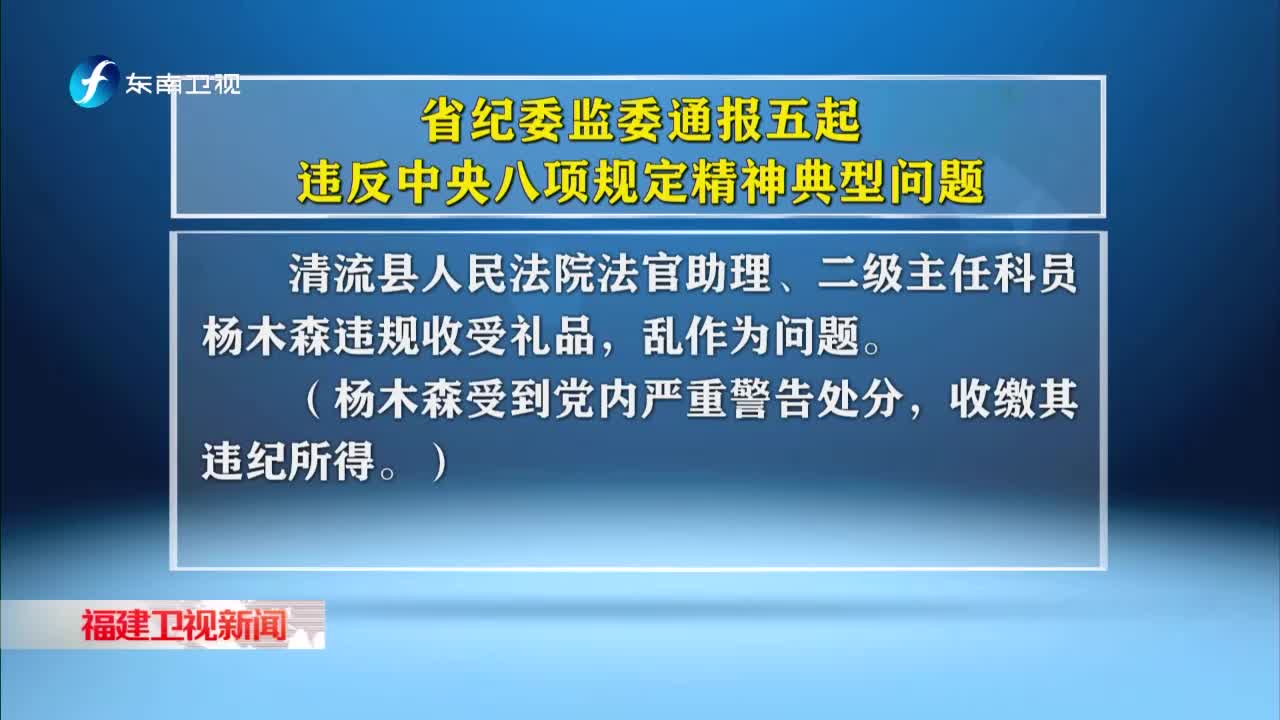 东南卫视
省纪委监委通报五起
违反中央八项规定精神典型问题
清流县人民法院法官助理、二级主任科员
杨木森违规收受礼品，乱作为问题。
（杨木森受到党内严重警告处分，收缴其
违纪所得。）
福建卫视新闻